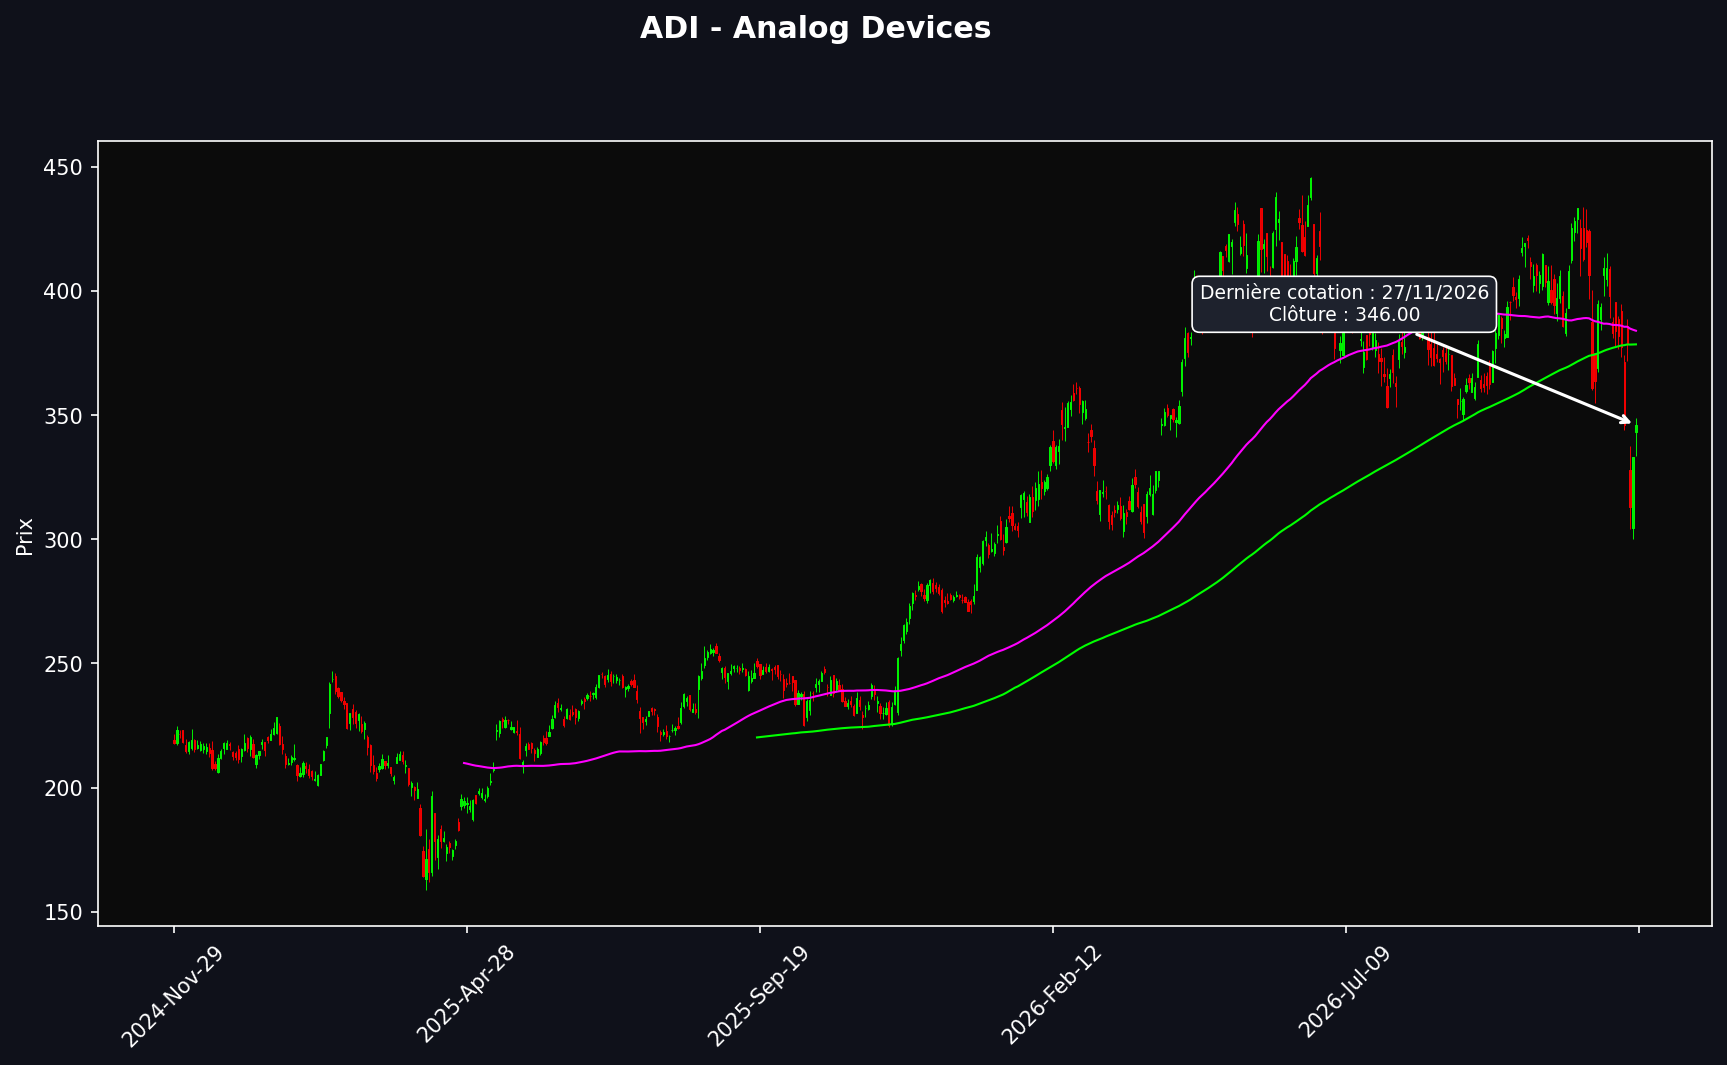 ADI - Analog Devices
450
400
350
300
250
200
150
Prix
Dernière cotation : 27/11/2026
Clôture : 346.00
2024-Nov-29
2025-Apr-28
2025-Sep-19
2026-Feb-12
2026-Jul-09